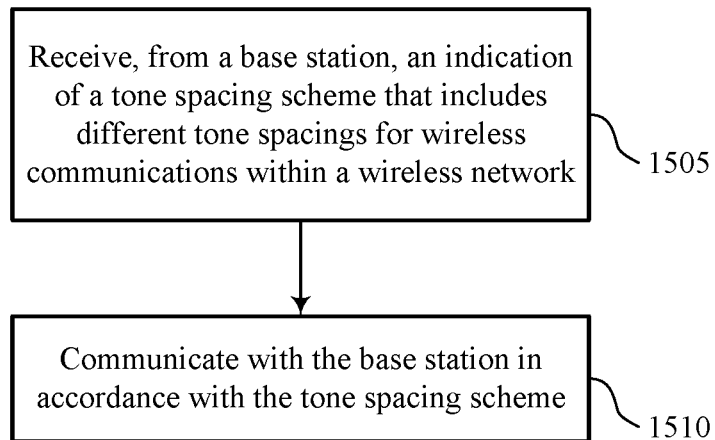 Receive, from a base station, an indication
of a tone spacing scheme that includes
different tone spacings for wireless
communications within a wireless network
1505
Communicate with the base station in
accordance with the tone spacing scheme
1510